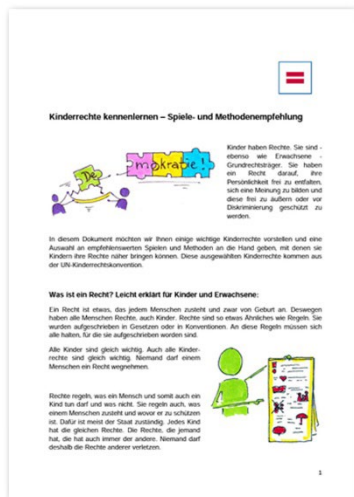 Kinderrechte kennenlernen – Spiele- und Methodenempfehlung
De mokratie!
Kinder haben Rechte. Sie sind -
ebenso wie Erwachsene -
Grundrechtsträger. Sie haben
ein Recht darauf, ihre
Persönlichkeit frei zu entfalten,
sich eine Meinung zu bilden und
diese frei zu äußern oder vor
Diskriminierung geschützt zu
werden.
In diesem Dokument möchten wir Ihnen einige wichtige Kinderrechte vorstellen und eine
Auswahl an empfehlenswerten Spielen und Methoden an die Hand geben, mit denen sie
Kindern ihre Rechte näher bringen können. Diese ausgewählten Kinderrechte kommen aus
der UN-Kinderrechtskonvention.
Was ist ein Recht? Leicht erklärt für Kinder und Erwachsene:
Ein Recht ist etwas, das jedem Menschen zusteht und zwar von Geburt an. Deswegen
haben alle Menschen Rechte, auch Kinder. Rechte sind so etwas Ähnliches wie Regeln. Sie
wurden aufgeschrieben in Gesetzen oder in Konventionen. An diese Regeln müssen sich
alle halten, für die sie aufgeschrieben worden sind.
Alle Kinder sind gleich wichtig. Auch alle Kinder-
rechte sind gleich wichtig. Niemand darf einem
Menschen ein Recht wegnehmen.
Rechte regeln, was ein Mensch und somit auch ein
Kind tun darf und was nicht. Sie regeln auch, was
einem Menschen zusteht und wovor er zu schützen
ist. Dafür ist meist der Staat zuständig. Jedes Kind
hat die gleichen Rechte. Die Rechte, die jemand
hat, die hat auch immer der andere. Niemand darf
deshalb die Rechte anderer verletzen.
1